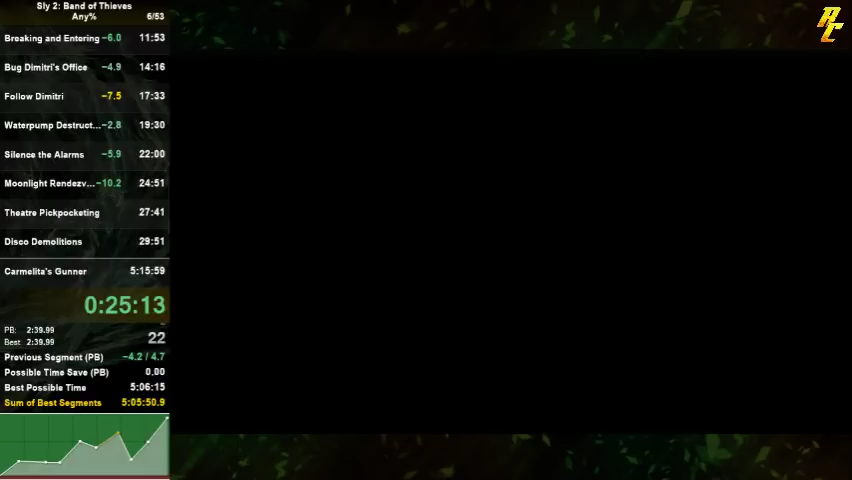 Sly 2: Band of Thieves
Any% 6/53
Breaking and Entering −6.0 11:53
Bug Dimitri's Office −4.9 14:16
Follow Dimitri −7.5 17:33
Waterpump Destruct... −2.8 19:30
Silence the Alarms −5.9 22:00
Moonlight Rendezv... −10.2 24:51
Theatre Pickpocketing 27:41
Disco Demolitions 29:51
Carmelita's Gunner 5:15:59
0:25:13
PB: 2:39.99
Best: 2:39.99
22
Previous Segment (PB) −4.2 / 4.7
Possible Time Save (PB) 0.00
Best Possible Time 5:06:15
Sum of Best Segments 5:05:50.9